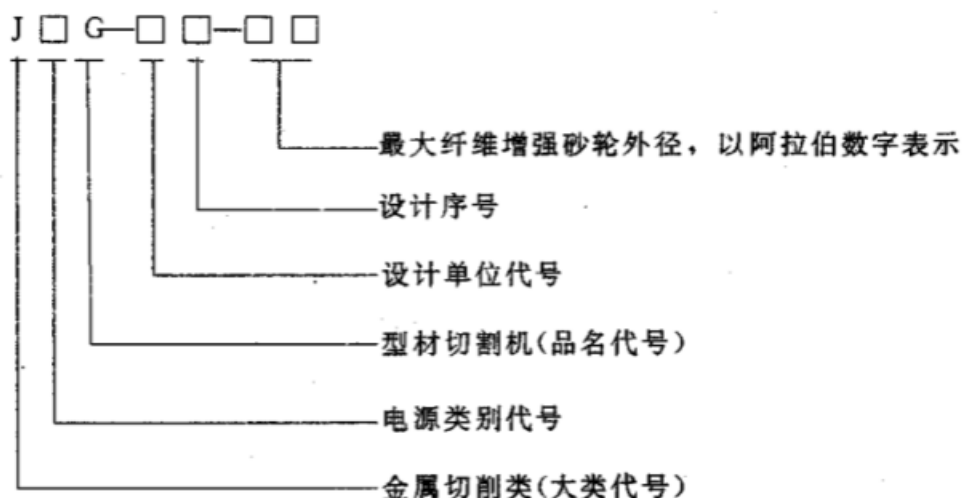 J □ G—□ □—□ □
最大纤维增强砂轮外径，以阿拉伯数字表示
设计序号
设计单位代号
型材切割机(品名代号)
电源类别代号
金属切削类(大类代号)